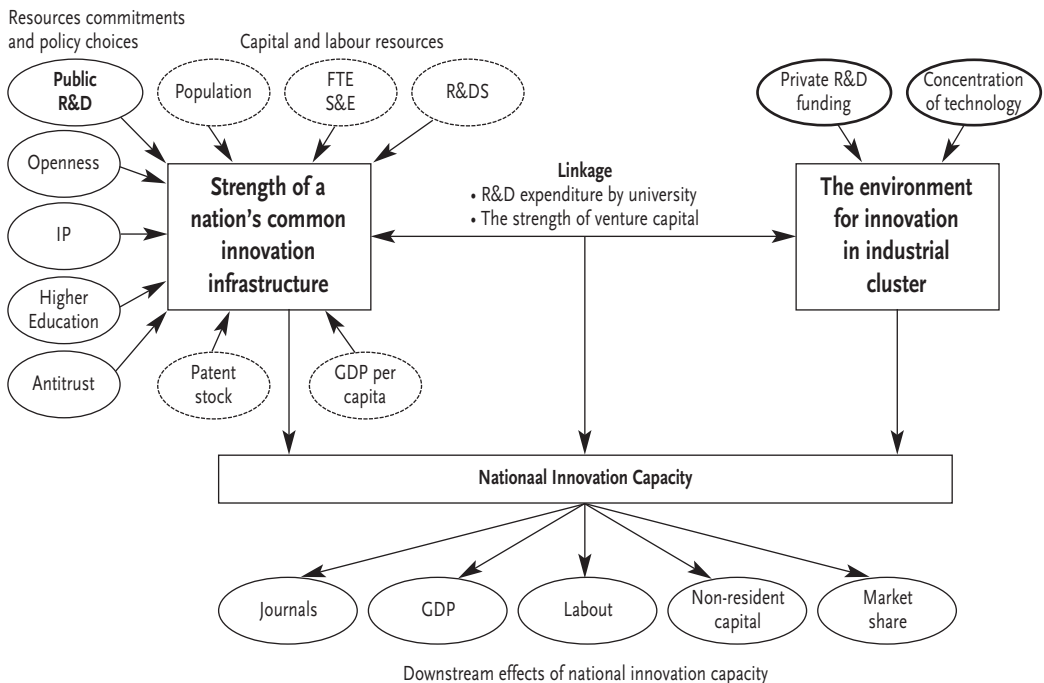 Resources commitments
and policy choices
Capital and labour resources
Public
R&D
Population
FTE
S&E
R&DS
Private R&D
funding
Concentration
of technology
Openness
IP
Higher
Education
Antitrust
Strength of a
nation's common
innovation
infrastructure
Linkage
• R&D expenditure by university
• The strength of venture capital
The environment
for innovation
in industrial
cluster
Patent
stock
GDP per
capita
Nationaal Innovation Capacity
Journals
GDP
Labout
Non-resident
capital
Market
share
Downstream effects of national innovation capacity